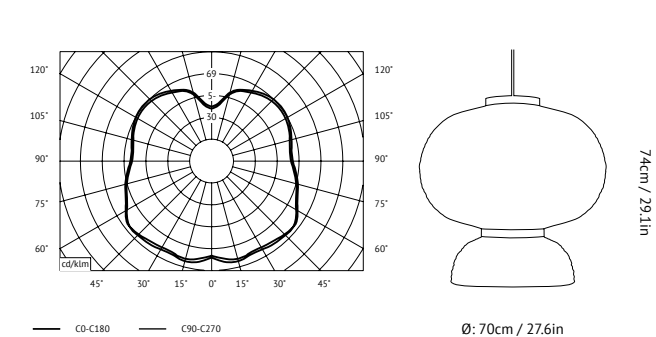 120° 120°
69
105° 5- 105°
30
90° 90°
75° 75°
60° 60°
cd/klm
45° 30° 15° 0° 15° 30° 45°
C0-C180 C90-C270
74cm / 29.1in
Ø: 70cm / 27.6in